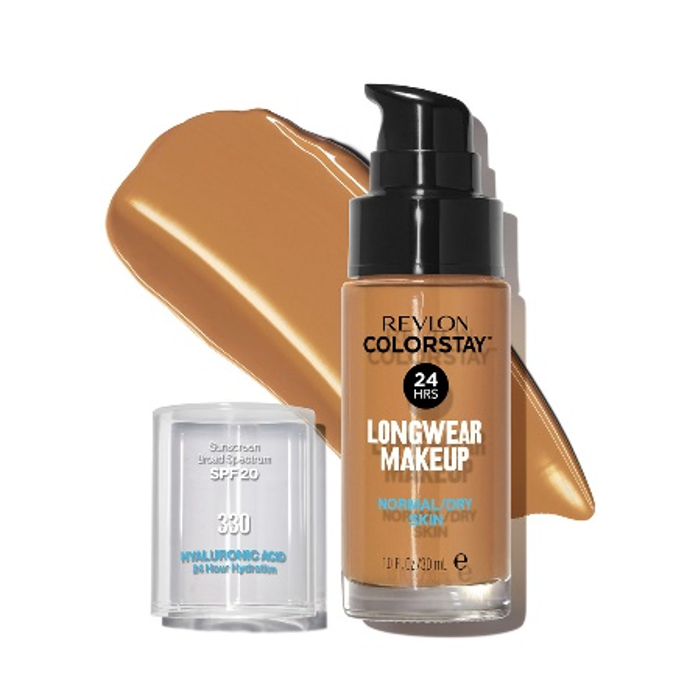 REVLON
COLORSTAY™
24
HRS
LONGWEAR
MAKEUP
NORMAL/DRY
SKIN
1.0 Fl.Oz/30 mL e
Sunscreen
Broad Spectrum
SPF 20
330
HYALURONIC ACID
24 Hour Hydration